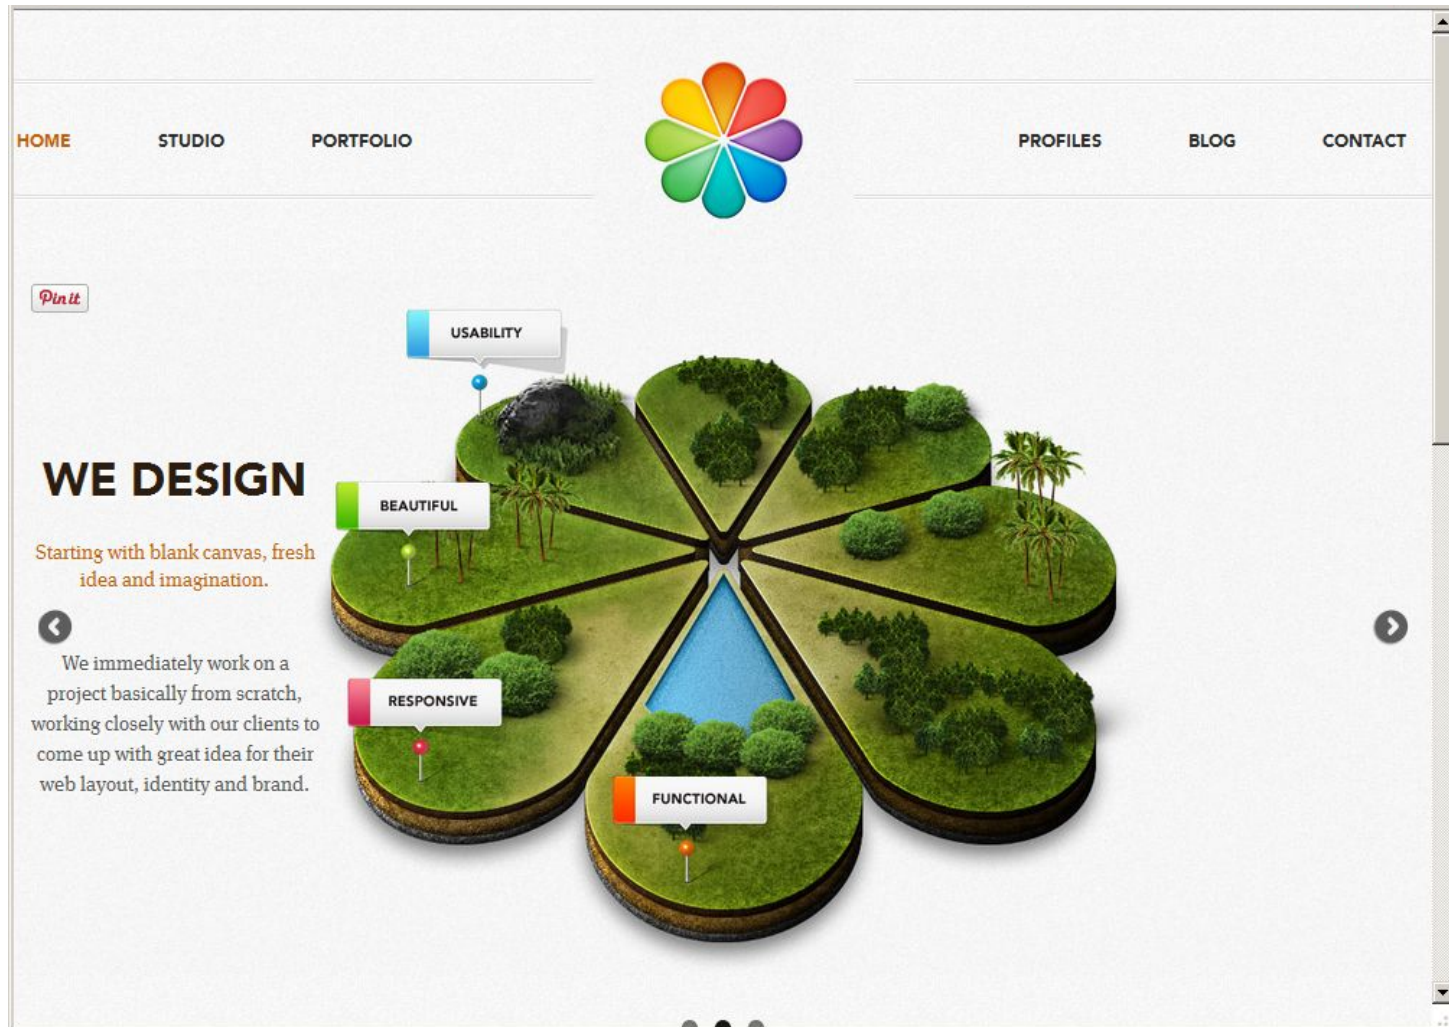 HOME STUDIO PORTFOLIO PROFILES BLOG CONTACT
Pin it
USABILITY
WE DESIGN
BEAUTIFUL
Starting with blank canvas, fresh
idea and imagination.
We immediately work on a
project basically from scratch,
working closely with our clients to
come up with great idea for their
web layout, identity and brand.
RESPONSIVE
FUNCTIONAL